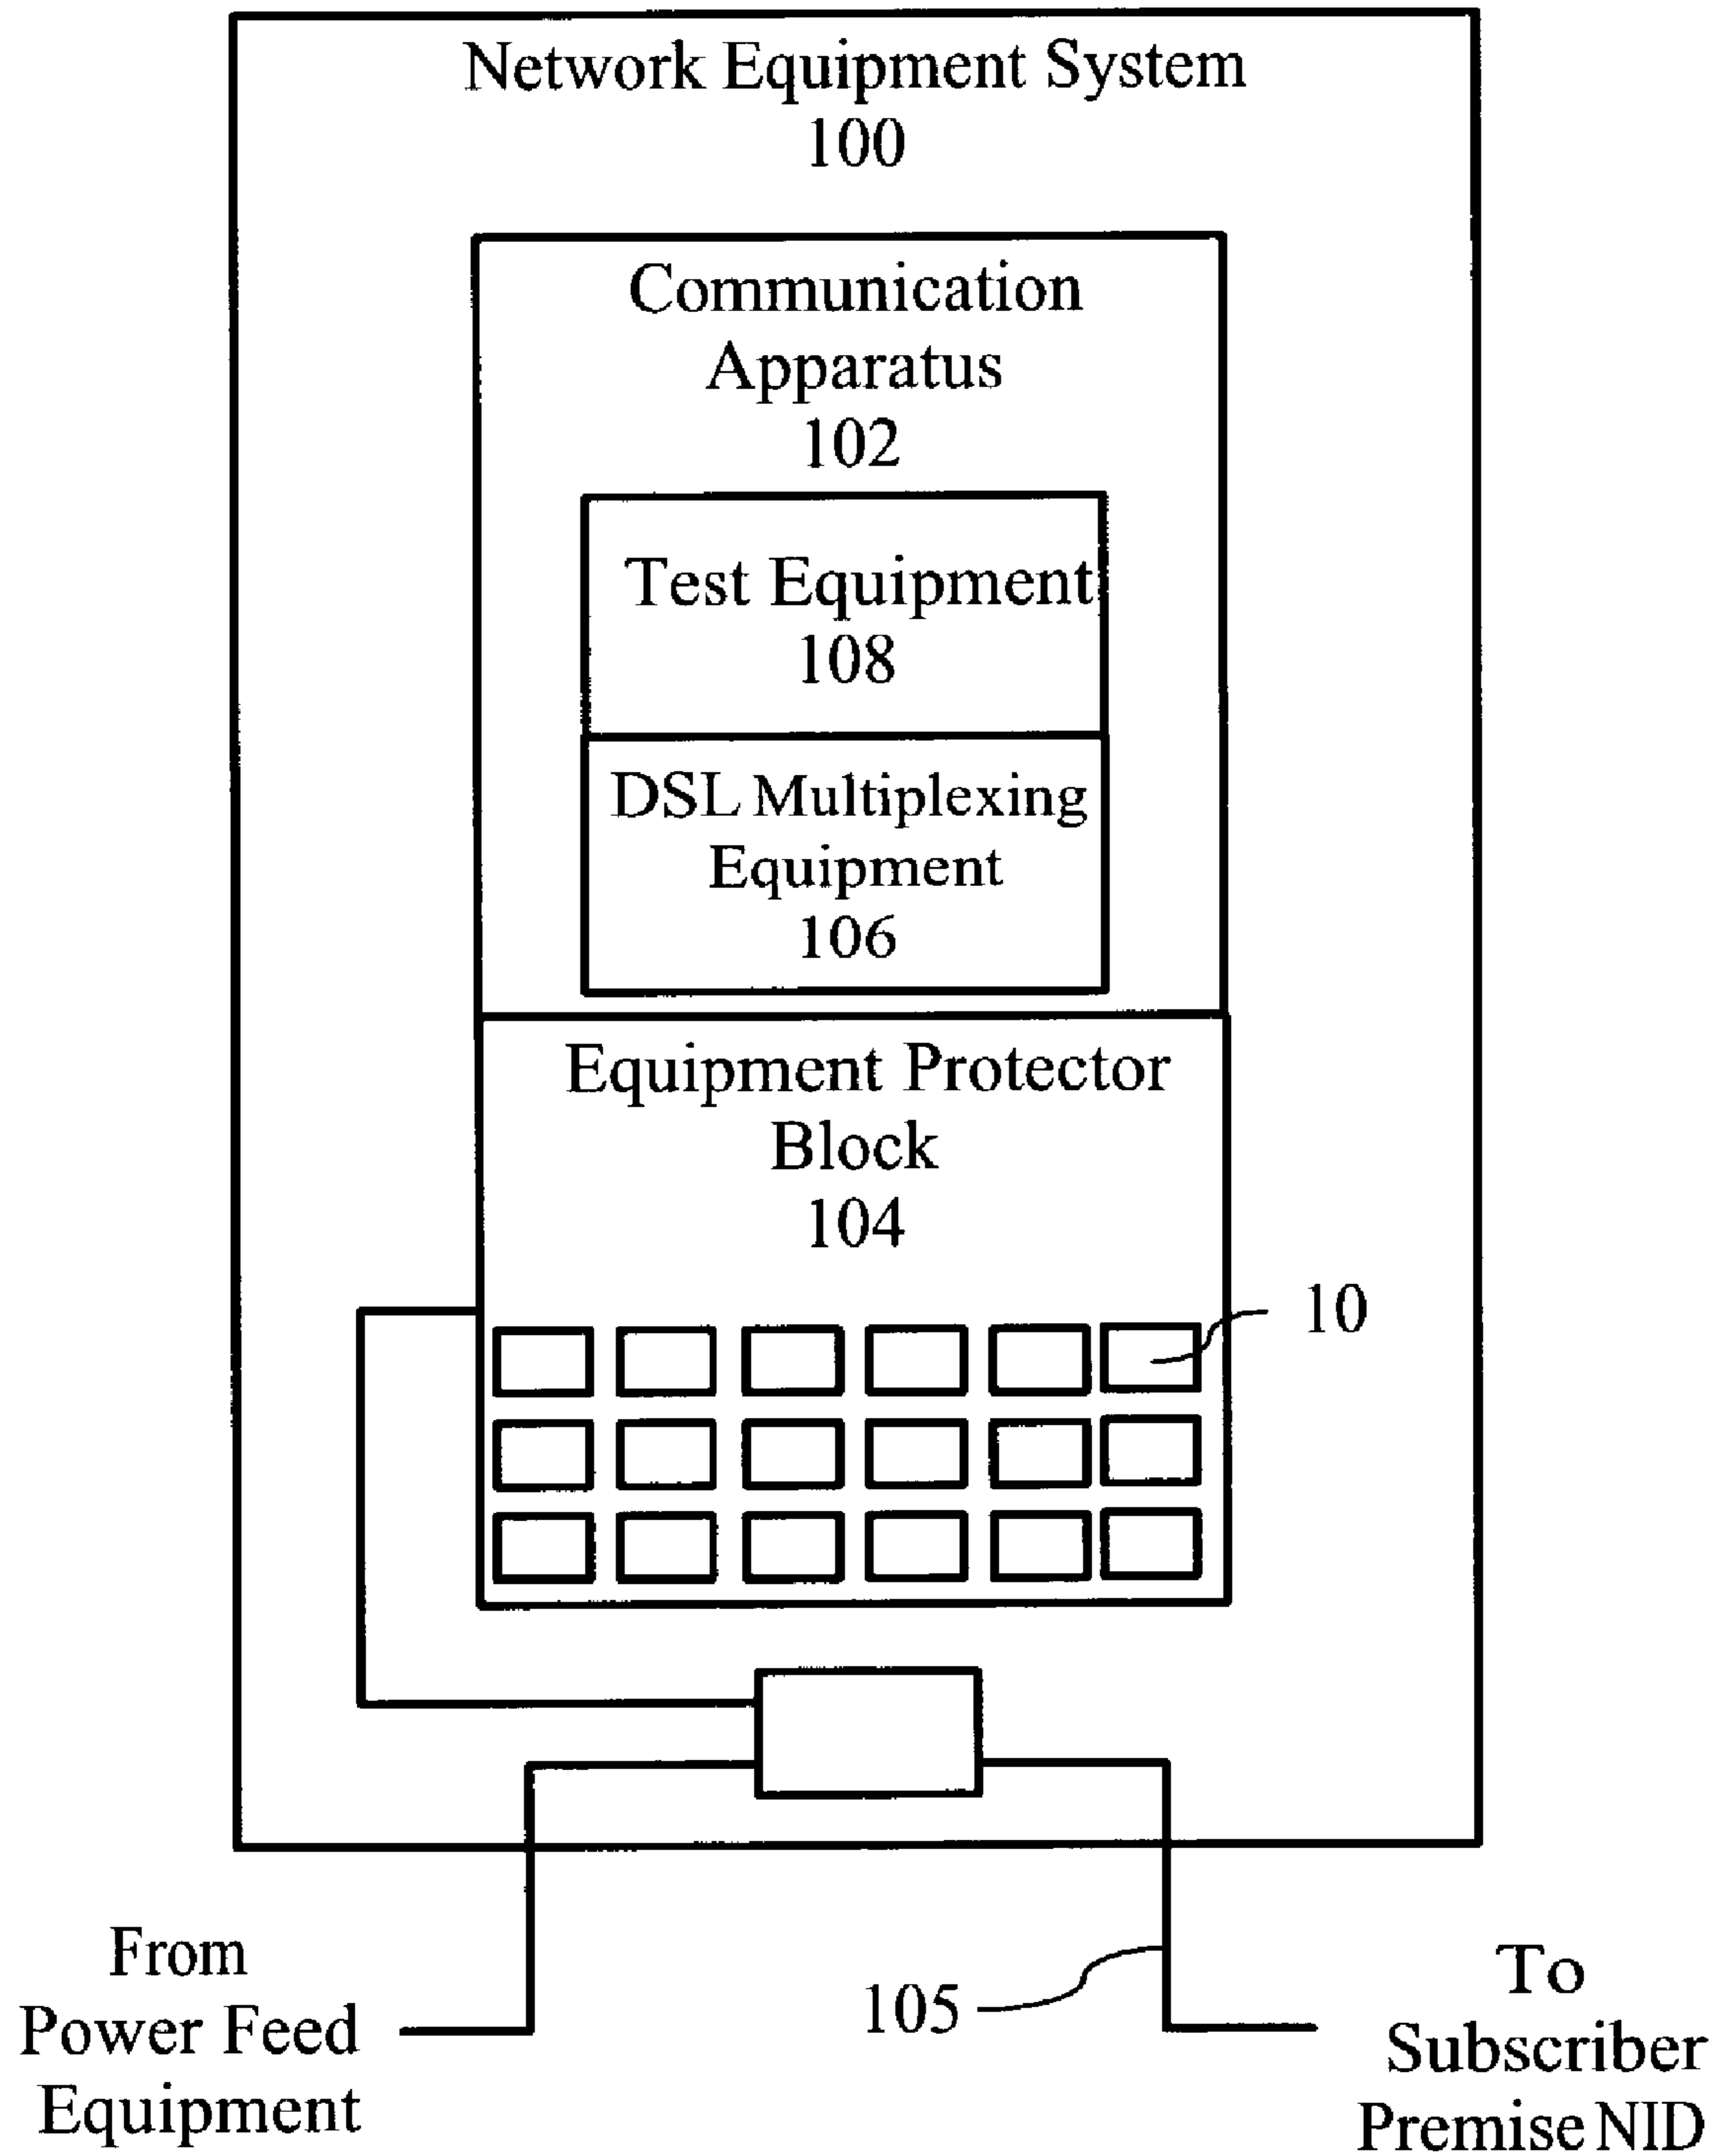 Network Equipment System
100
Communication
Apparatus
102
Test Equipment
108
DSL Multiplexing
Equipment
106
Equipment Protector
Block
104
10
From
Power Feed
Equipment
105
To
Subscriber
Premise NID